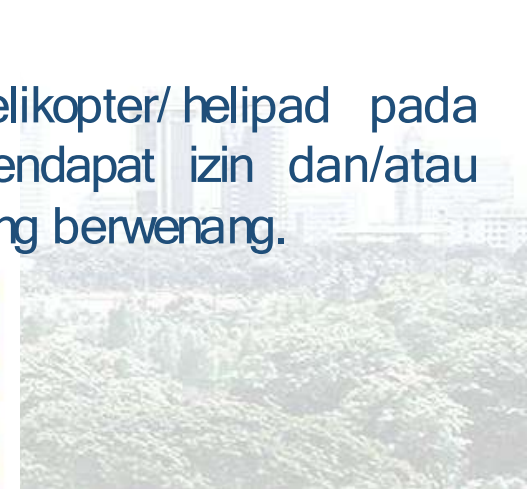 elikopter/ helipad pada
endapat izin dan/atau
ng berwenang.